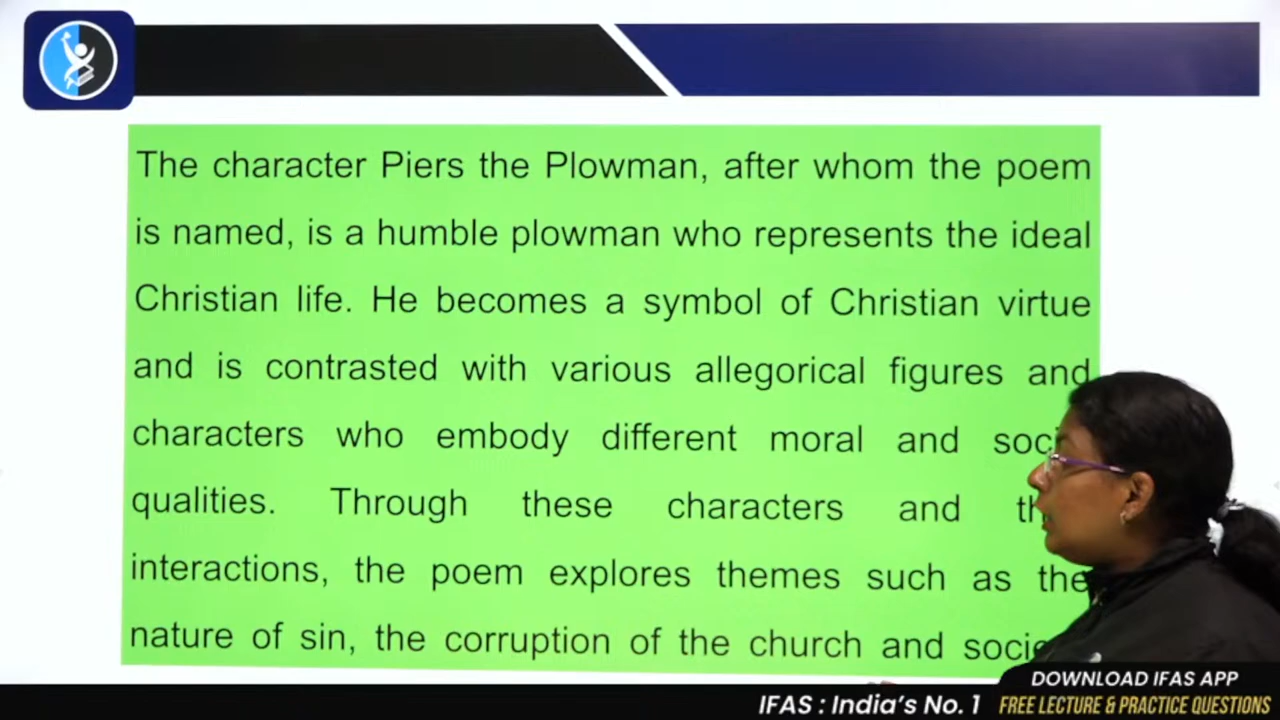 The character Piers the Plowman, after whom the poem
is named, is a humble plowman who represents the ideal
Christian life. He becomes a symbol of Christian virtue
and is contrasted with various allegorical figures and
characters who embody different moral and
qualities. Through these characters and
interactions, the poem explores themes such as the
nature of sin, the corruption of the church and
DOWNLOAD IFAS APP
IFAS : India's No. 1 FREE LECTURE & PRACTICE QUESTIONS